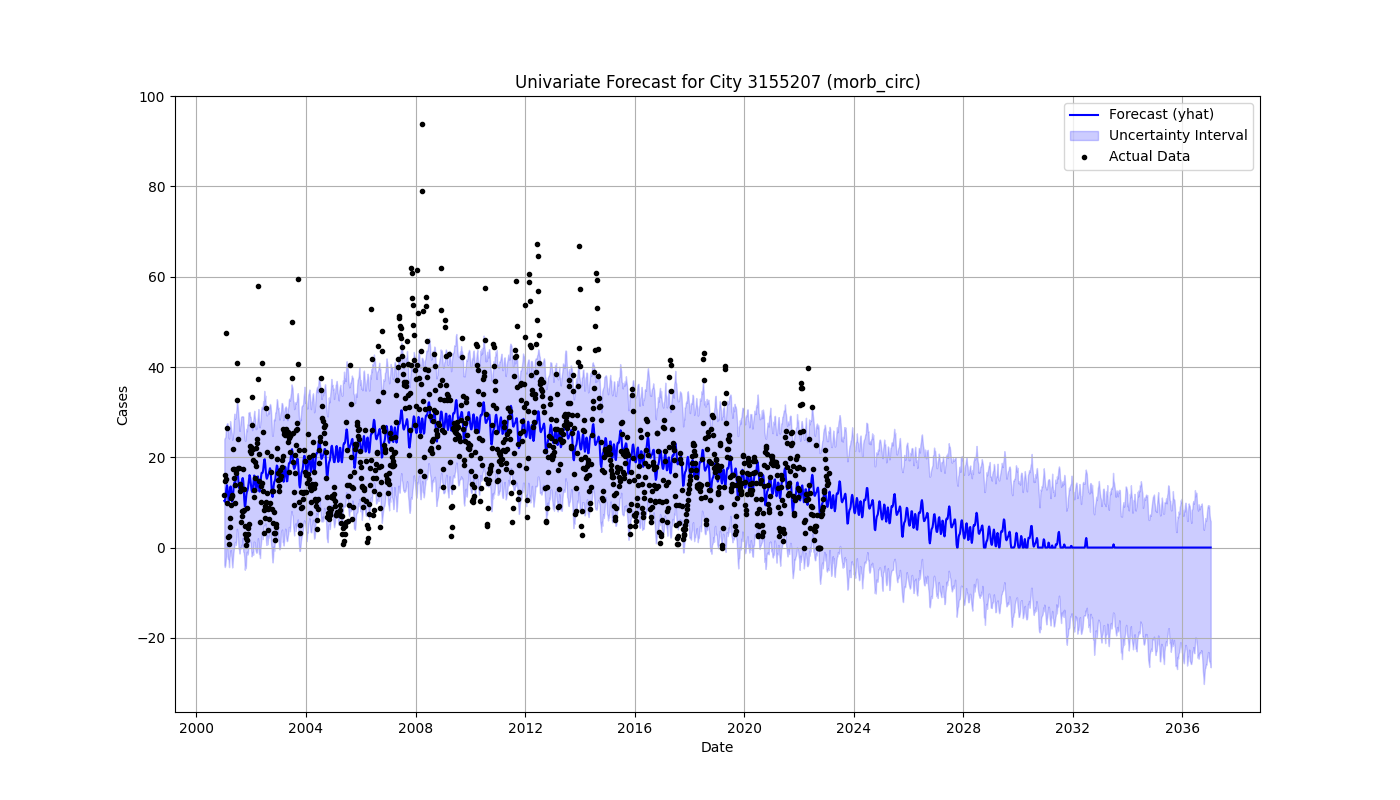 Univariate Forecast for City 3155207 (morb_circ)
Forecast (yhat)
Uncertainty Interval
Actual Data
Cases
100
80
60
40
20
0
−20
2000 2004 2008 2012 2016 2020 2024 2028 2032 2036
Date